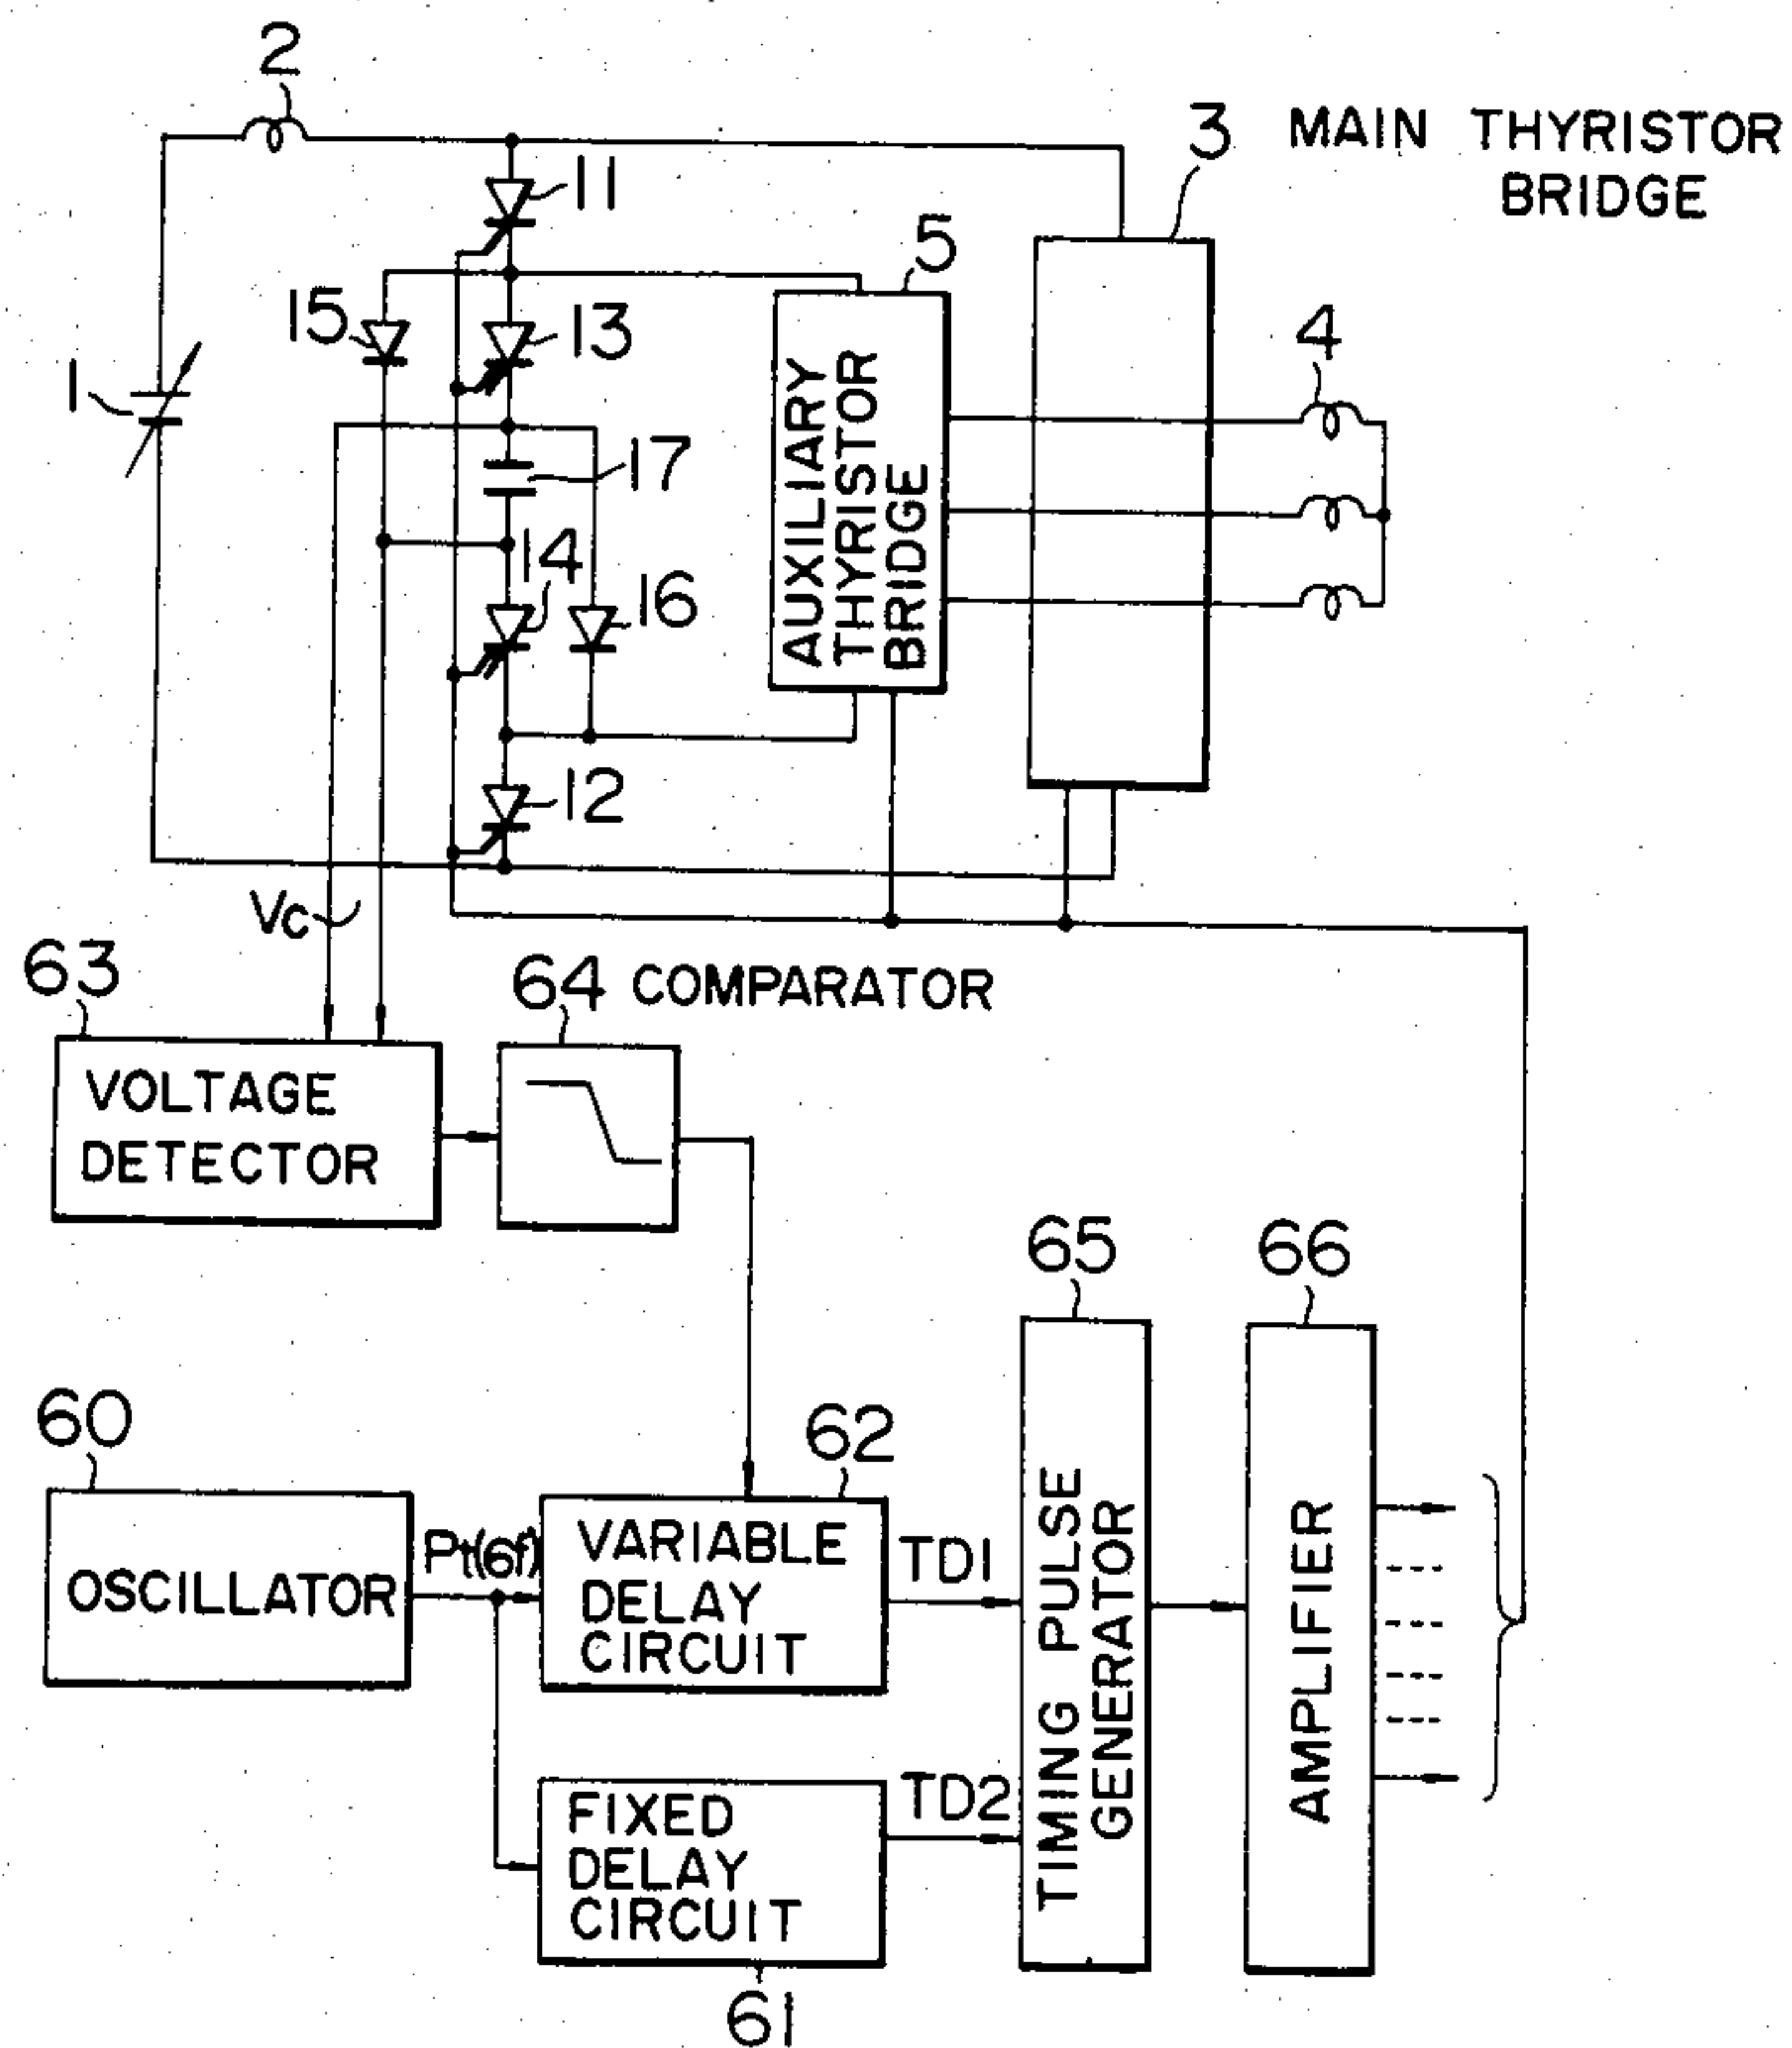 2
3 MAIN THYRISTOR
BRIDGE
11
5
15
13
4
1
AUXILIARY
THYRISTOR
BRIDGE
17
14
16
12
Vc
63
64 COMPARATOR
VOLTAGE
DETECTOR
65
66
60
62
OSCILLATOR
Pt(6f)
VARIABLE
DELAY
CIRCUIT
TD1
TIMING PULSE
GENERATOR
AMPLIFIER
FIXED
DELAY
CIRCUIT
TD2
61